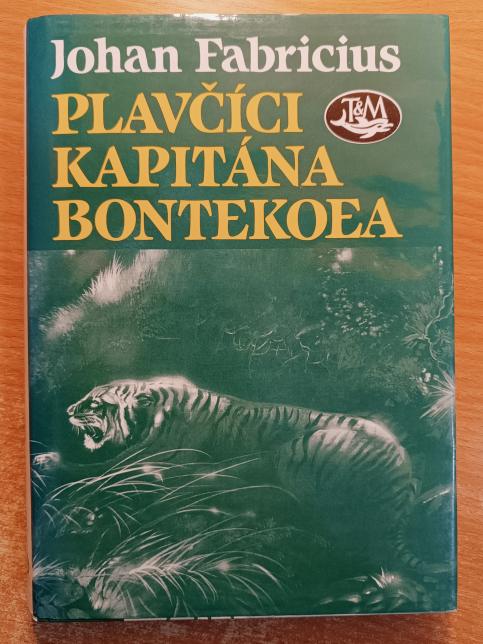 Johan Fabricius
PLAVČÍCI
T&M
KAPITÁNA
BONTEKOEA